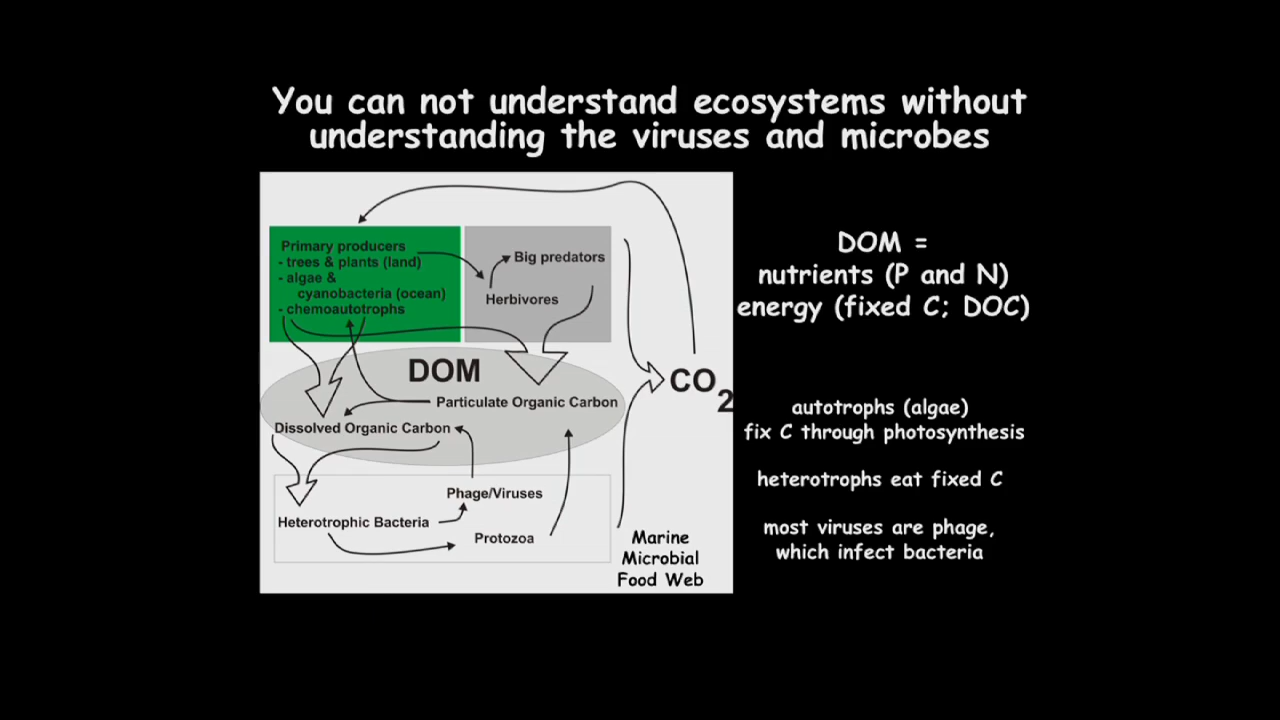 You can not understand ecosystems without
understanding the viruses and microbes
Primary producers
- trees & plants (land)
- algae &
cyanobacteria (ocean)
- chemoautotrophs
Big predators
Herbivores
DOM
Particulate Organic Carbon
Dissolved Organic Carbon
CO2
Phage/Viruses
Heterotrophic Bacteria
Protozoa
Marine
Microbial
Food Web
DOM =
nutrients (P and N)
energy (fixed C; DOC)
autotrophs (algae)
fix C through photosynthesis
heterotrophs eat fixed C
most viruses are phage,
which infect bacteria